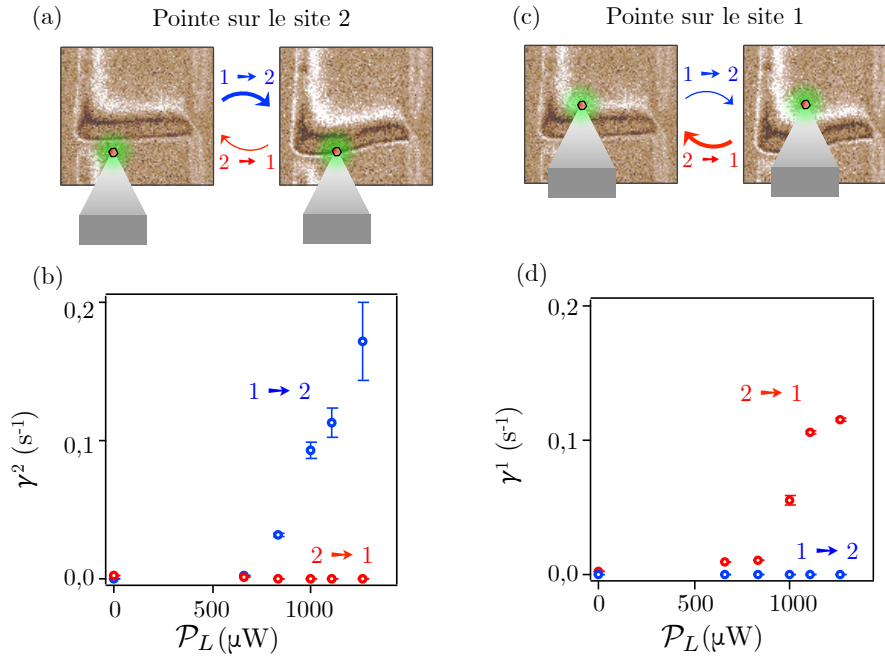 (a)
Pointe sur le site 2
1 → 2
2 → 1
(c)
Pointe sur le site 1
1 → 2
2 → 1
(b)
0,2
0,1
0,0
γ² (s⁻¹)
1 → 2
2 → 1
0
500
1000
𝒫_L (μW)
(d)
0,2
0,1
0,0
γ¹ (s⁻¹)
2 → 1
1 → 2
0
500
1000
𝒫_L (μW)